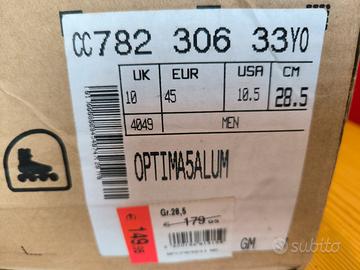 CC782 306 33Y0
UK EUR USA CM
10 45 10.5 28.5
4049 MEN
OPTIMA5ALUM
Gr.28,5
€ 179
€ 149
GM
subito